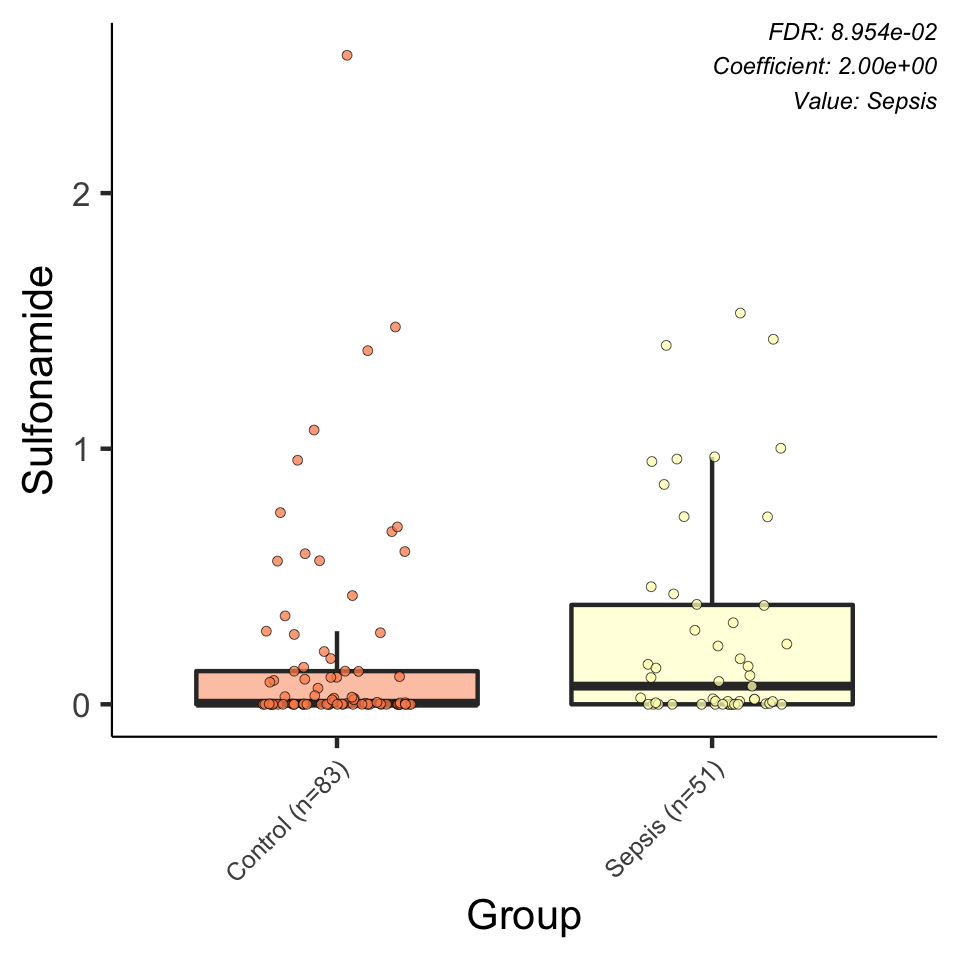 FDR: 8.954e-02
Coefficient: 2.00e+00
Value: Sepsis
2
1
0
Sulfonamide
Control (n=83)
Sepsis (n=51)
Group